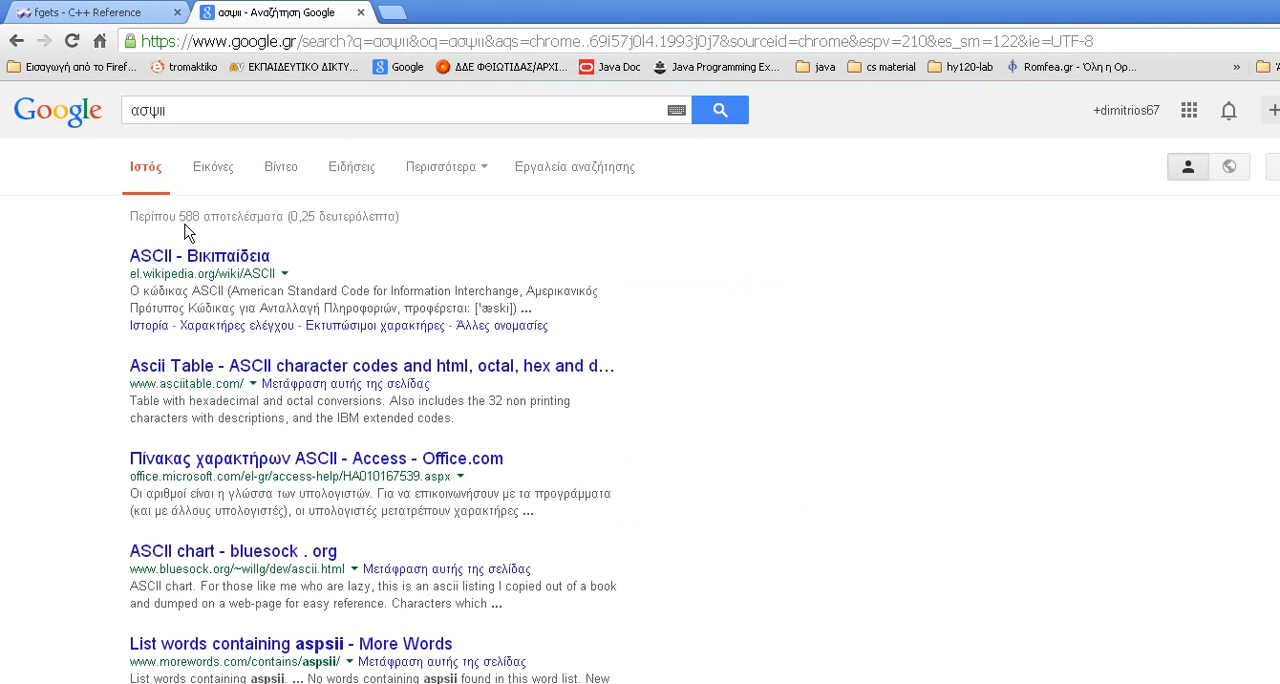 fgets - C++ Reference
ασψιι - Αναζήτηση Google
https://www.google.gr/search?q=ασψιι&oq=ασψιι&aqs=chrome..69i57j0l4.1993j0j7&sourceid=chrome&espv=210&es_sm=122&ie=UTF-8
Εισαγωγή από το Firef... tromaktiko ΕΚΠΑΙΔΕΥΤΙΚΟ ΔΙΚΤΥ... Google ΔΔΕ ΦΘΙΩΤΙΔΑΣ/ΑΡΧΙ... Java Doc Java Programming Ex... java cs material hy120-lab Romfea.gr - Όλη η Ορ... »
Google ασψιι +dimitrios67
Ιστός Εικόνες Βίντεο Ειδήσεις Περισσότερα Εργαλεία αναζήτησης
Περίπου 588 αποτελέσματα (0,25 δευτερόλεπτα)
ASCII - Βικιπαίδεια
el.wikipedia.org/wiki/ASCII
Ο κώδικας ASCII (American Standard Code for Information Interchange, Αμερικανικός
Πρότυπος Κώδικας για Ανταλλαγή Πληροφοριών, προφέρεται: ['æski]) ...
Ιστορία - Χαρακτήρες ελέγχου - Εκτυπώσιμοι χαρακτήρες - Άλλες ονομασίες
Ascii Table - ASCII character codes and html, octal, hex and d...
www.asciitable.com/ Μετάφραση αυτής της σελίδας
Table with hexadecimal and octal conversions. Also includes the 32 non printing
characters with descriptions, and the IBM extended codes.
Πίνακας χαρακτήρων ASCII - Access - Office.com
office.microsoft.com/el-gr/access-help/HA010167539.aspx
Οι αριθμοί είναι η γλώσσα των υπολογιστών. Για να επικοινωνήσουν με τα προγράμματα
(και με άλλους υπολογιστές), οι υπολογιστές μετατρέπουν χαρακτήρες ...
ASCII chart - bluesock . org
www.bluesock.org/~willg/dev/ascii.html Μετάφραση αυτής της σελίδας
ASCII chart. For those like me who are lazy, this is an ascii listing I copied out of a book
and dumped on a web-page for easy reference. Characters which ...
List words containing aspsii - More Words
www.morewords.com/contains/aspsii/ Μετάφραση αυτής της σελίδας
List words containing aspsii. ... No words containing aspsii found in this word list. New